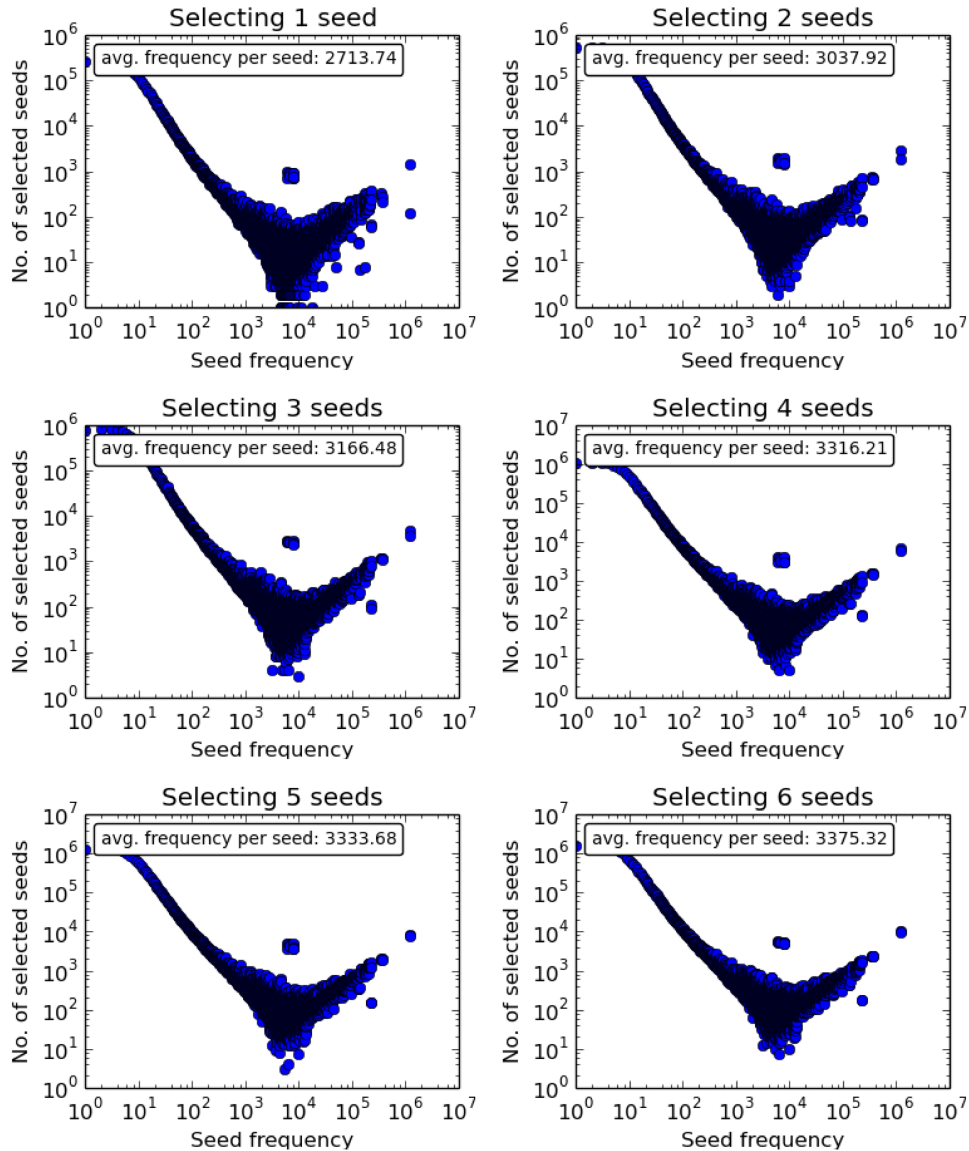 Selecting 1 seed
avg. frequency per seed: 2713.74
No. of selected seeds
10^6
10^5
10^4
10^3
10^2
10^1
10^0
10^0 10^1 10^2 10^3 10^4 10^5 10^6 10^7
Seed frequency
Selecting 2 seeds
avg. frequency per seed: 3037.92
No. of selected seeds
10^6
10^5
10^4
10^3
10^2
10^1
10^0
10^0 10^1 10^2 10^3 10^4 10^5 10^6 10^7
Seed frequency
Selecting 3 seeds
avg. frequency per seed: 3166.48
No. of selected seeds
10^6
10^5
10^4
10^3
10^2
10^1
10^0
10^0 10^1 10^2 10^3 10^4 10^5 10^6 10^7
Seed frequency
Selecting 4 seeds
avg. frequency per seed: 3316.21
No. of selected seeds
10^7
10^6
10^5
10^4
10^3
10^2
10^1
10^0
10^0 10^1 10^2 10^3 10^4 10^5 10^6 10^7
Seed frequency
Selecting 5 seeds
avg. frequency per seed: 3333.68
No. of selected seeds
10^7
10^6
10^5
10^4
10^3
10^2
10^1
10^0
10^0 10^1 10^2 10^3 10^4 10^5 10^6 10^7
Seed frequency
Selecting 6 seeds
avg. frequency per seed: 3375.32
No. of selected seeds
10^7
10^6
10^5
10^4
10^3
10^2
10^1
10^0
10^0 10^1 10^2 10^3 10^4 10^5 10^6 10^7
Seed frequency